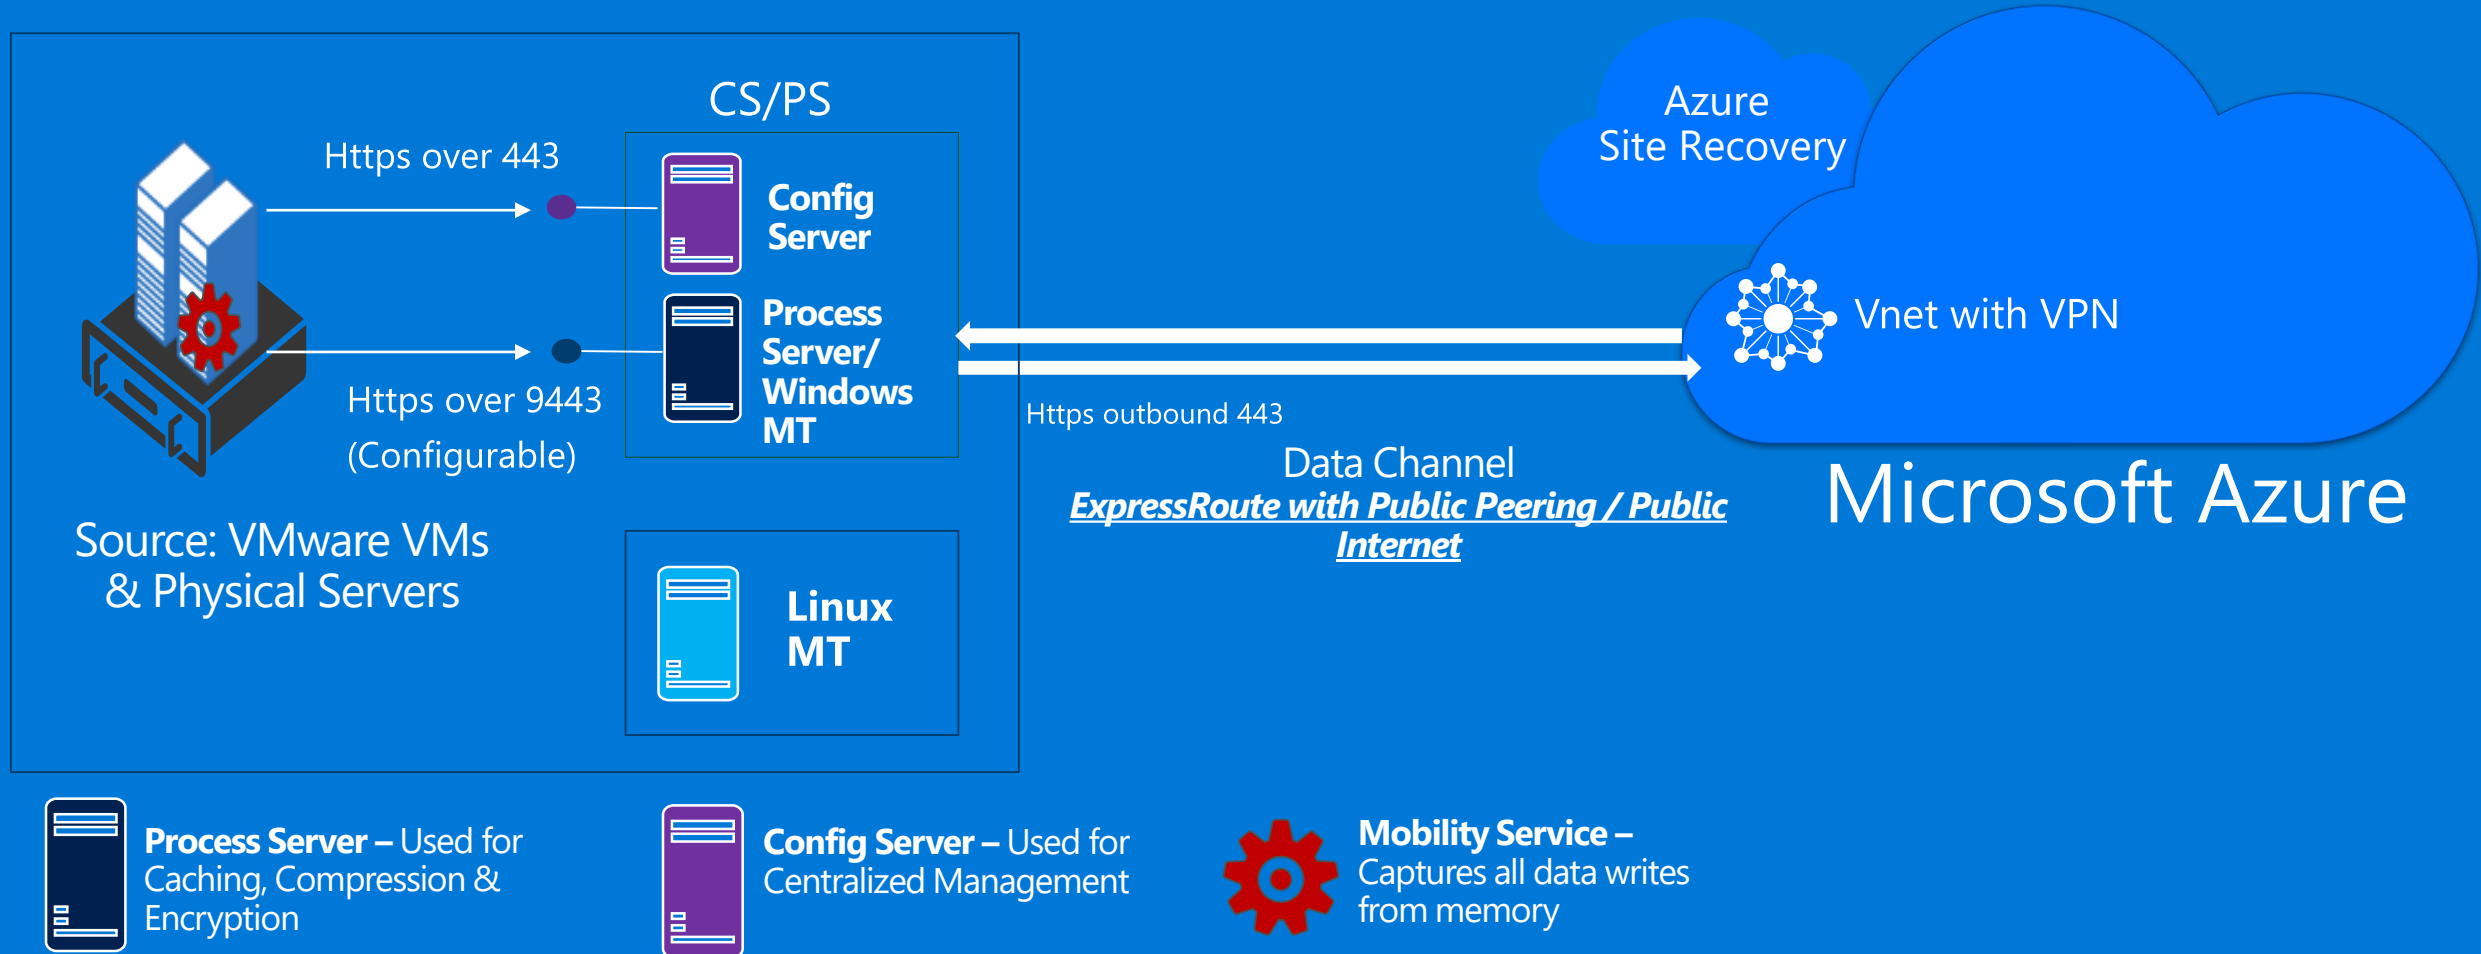 CS/PS
Https over 443
Config
Server
Process
Server/
Windows
MT
Https over 9443
(Configurable)
Source: VMware VMs
& Physical Servers
Linux
MT
Azure
Site Recovery
Vnet with VPN
Https outbound 443
Data Channel
ExpressRoute with Public Peering / Public
Internet
Microsoft Azure
Process Server – Used for
Caching, Compression &
Encryption
Config Server – Used for
Centralized Management
Mobility Service –
Captures all data writes
from memory